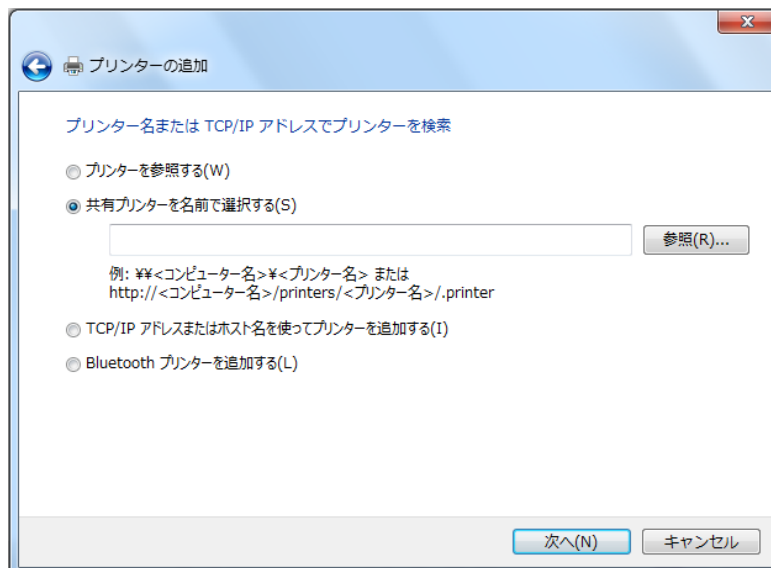 プリンターの追加
プリンター名または TCP/IP アドレスでプリンターを検索
プリンターを参照する(W)
共有プリンターを名前で選択する(S)
参照(R)...
例: ¥¥<コンピューター名>¥<プリンター名> または
http://<コンピューター名>/printers/<プリンター名>/.printer
TCP/IP アドレスまたはホスト名を使ってプリンターを追加する(I)
Bluetooth プリンターを追加する(L)
次へ(N)
キャンセル